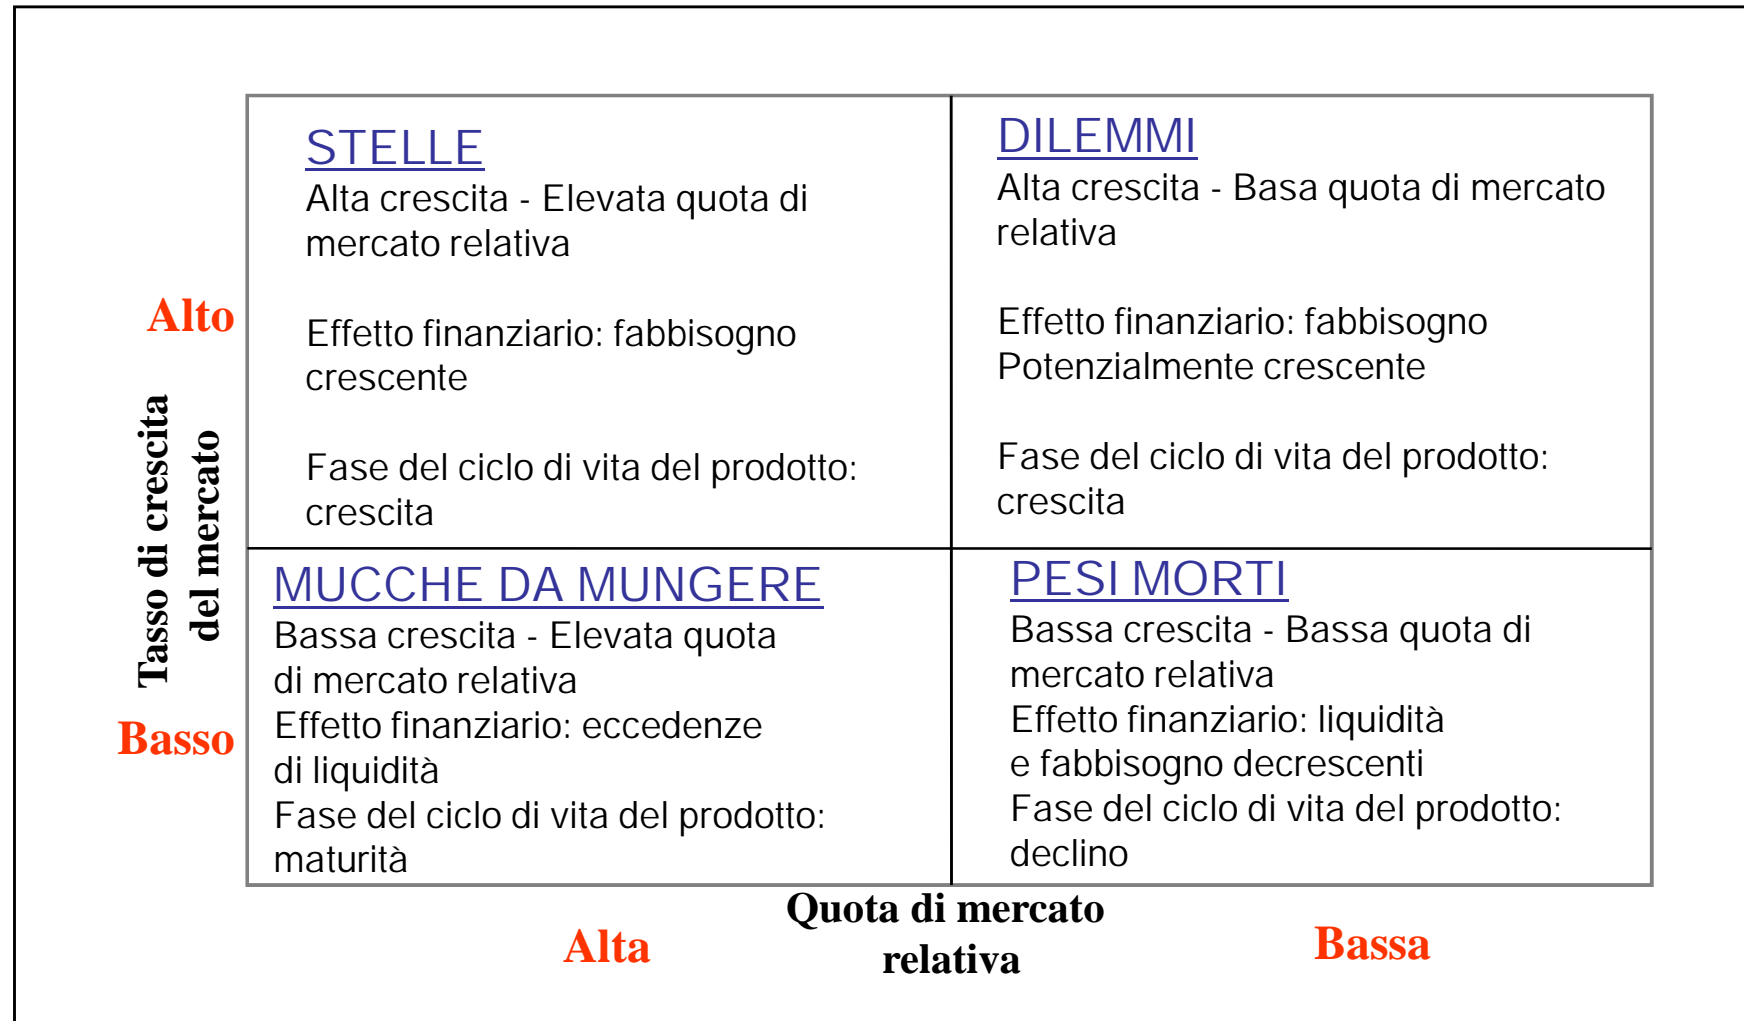 STELLE
Alta crescita - Elevata quota di
mercato relativa
Effetto finanziario: fabbisogno
crescente
Fase del ciclo di vita del prodotto:
crescita
DILEMMI
Alta crescita - Basa quota di mercato
relativa
Effetto finanziario: fabbisogno
Potenzialmente crescente
Fase del ciclo di vita del prodotto:
crescita
Alto
Tasso di crescita
del mercato
Basso
MUCCHE DA MUNGERE
Bassa crescita - Elevata quota
di mercato relativa
Effetto finanziario: eccedenze
di liquidità
Fase del ciclo di vita del prodotto:
maturità
PESI MORTI
Bassa crescita - Bassa quota di
mercato relativa
Effetto finanziario: liquidità
e fabbisogno decrescenti
Fase del ciclo di vita del prodotto:
declino
Alta
Quota di mercato
relativa
Bassa